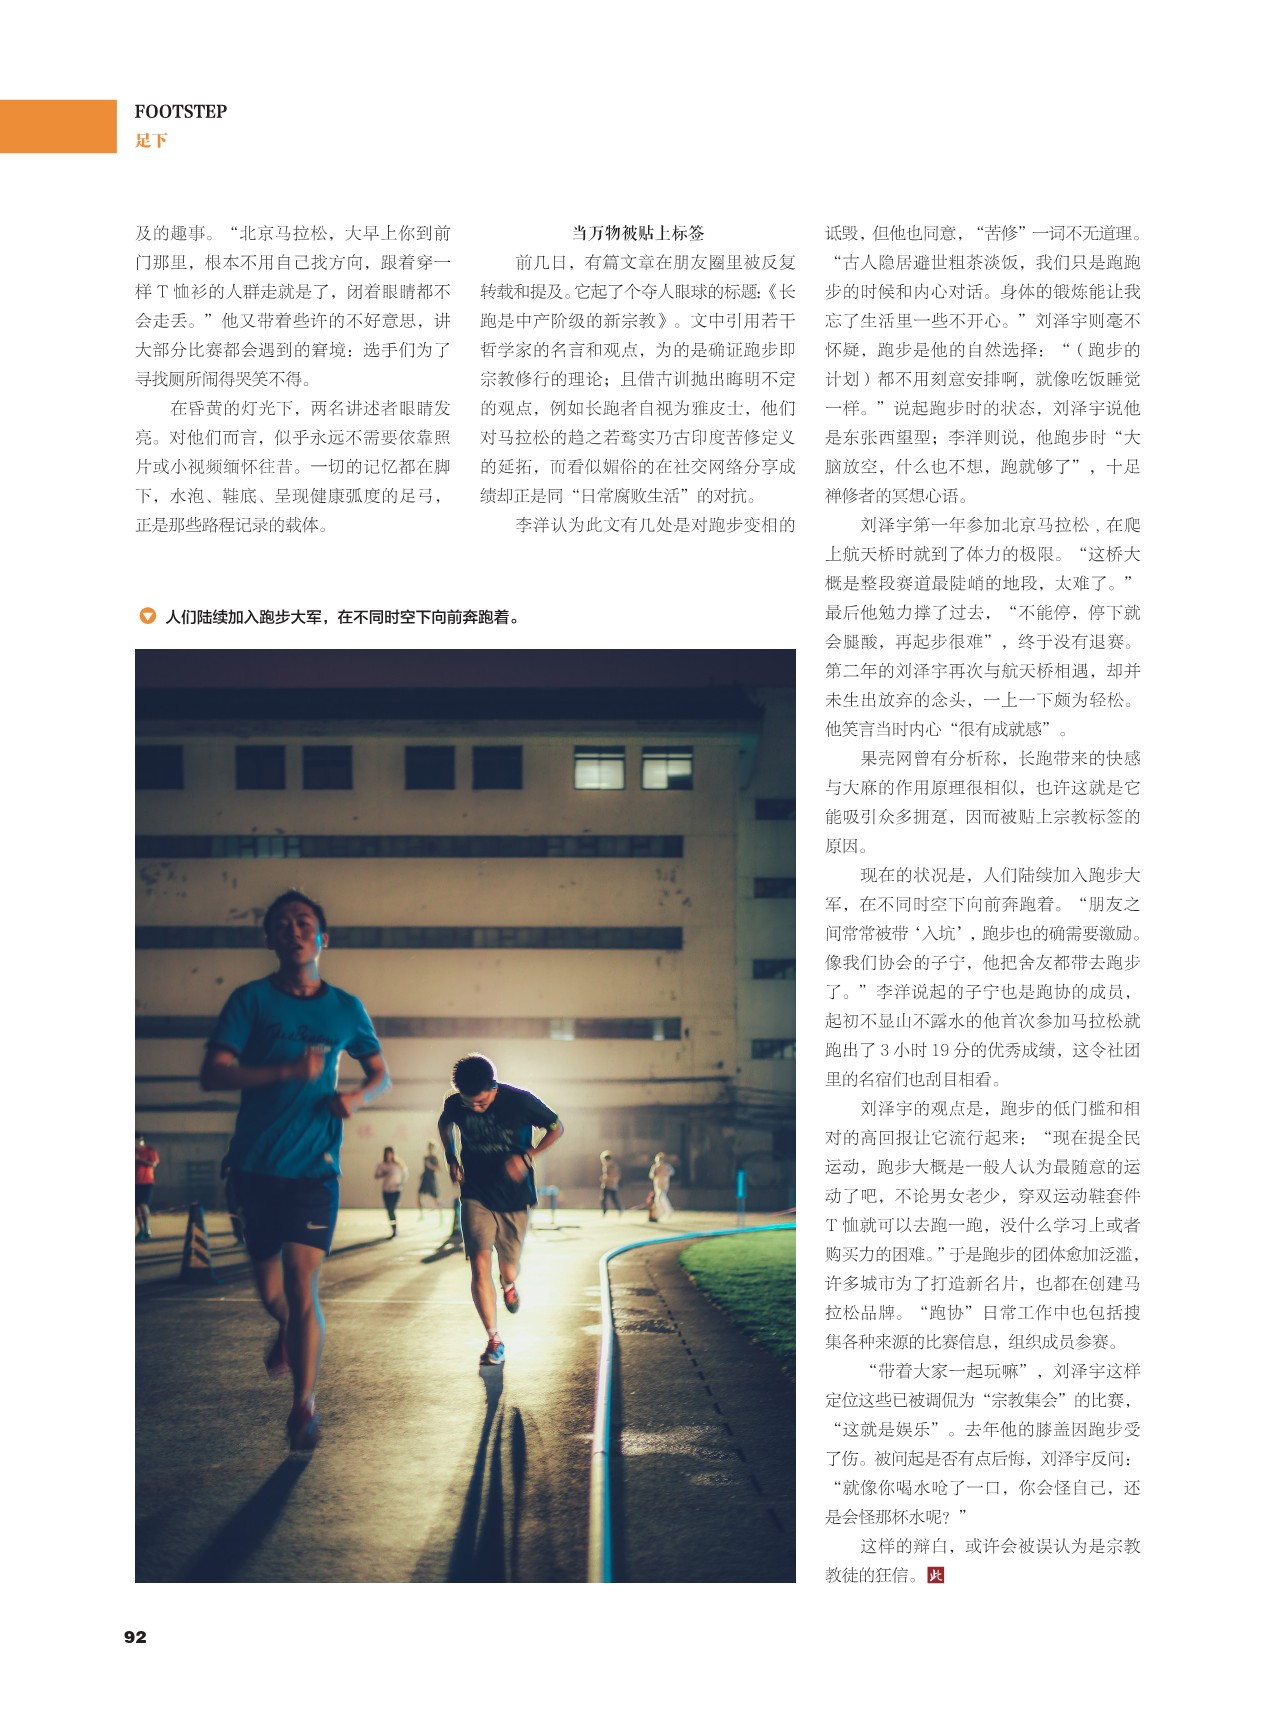 FOOTSTEP
足下
及的趣事。“北京马拉松，大早上你到前
门那里，根本不用自己找方向，跟着穿一
样 T 恤衫的人群走就是了，闭着眼睛都不
会走丢。”他又带着些许的不好意思，讲
大部分比赛都会遇到的窘境：选手们为了
寻找厕所闹得哭笑不得。
在昏黄的灯光下，两名讲述者眼睛发
亮。对他们而言，似乎永远不需要依靠照
片或小视频缅怀往昔。一切的记忆都在脚
下，水泡、鞋底、呈现健康弧度的足弓，
正是那些路程记录的载体。
当万物被贴上标签
前几日，有篇文章在朋友圈里被反复
转载和提及。它起了个夺人眼球的标题：《长
跑是中产阶级的新宗教》。文中引用若干
哲学家的名言和观点，为的是确证跑步即
宗教修行的理论；且借古训抛出晦明不定
的观点，例如长跑者自视为雅皮士，他们
对马拉松的趋之若鹜实乃古印度苦修定义
的延拓，而看似媚俗的在社交网络分享成
绩却正是同“日常腐败生活”的对抗。
李洋认为此文有几处是对跑步变相的
诋毁，但他也同意，“苦修”一词不无道理。
“古人隐居避世粗茶淡饭，我们只是跑跑
步的时候和内心对话。身体的锻炼能让我
忘了生活里一些不开心。”刘泽宇则毫不
怀疑，跑步是他的自然选择：“（跑步的
计划）都不用刻意安排啊，就像吃饭睡觉
一样。”说起跑步时的状态，刘泽宇说他
是东张西望型；李洋则说，他跑步时“大
脑放空，什么也不想，跑就够了”，十足
禅修者的冥想心语。
刘泽宇第一年参加北京马拉松 , 在爬
上航天桥时就到了体力的极限。“这桥大
概是整段赛道最陡峭的地段，太难了。”
最后他勉力撑了过去，“不能停，停下就
会腿酸，再起步很难”，终于没有退赛。
第二年的刘泽宇再次与航天桥相遇，却并
未生出放弃的念头，一上一下颇为轻松。
他笑言当时内心“很有成就感”。
果壳网曾有分析称，长跑带来的快感
与大麻的作用原理很相似，也许这就是它
能吸引众多拥趸，因而被贴上宗教标签的
原因。
现在的状况是，人们陆续加入跑步大
军，在不同时空下向前奔跑着。“朋友之
间常常被带‘入坑’，跑步也的确需要激励。
像我们协会的子宁，他把舍友都带去跑步
了。”李洋说起的子宁也是跑协的成员，
起初不显山不露水的他首次参加马拉松就
跑出了 3 小时 19 分的优秀成绩，这令社团
里的名宿们也刮目相看。
刘泽宇的观点是，跑步的低门槛和相
对的高回报让它流行起来：“现在提全民
运动，跑步大概是一般人认为最随意的运
动了吧，不论男女老少，穿双运动鞋套件
T 恤就可以去跑一跑，没什么学习上或者
购买力的困难。”于是跑步的团体愈加泛滥，
许多城市为了打造新名片，也都在创建马
拉松品牌。“跑协”日常工作中也包括搜
集各种来源的比赛信息，组织成员参赛。
“带着大家一起玩嘛”，刘泽宇这样
定位这些已被调侃为“宗教集会”的比赛，
“这就是娱乐”。去年他的膝盖因跑步受
了伤。被问起是否有点后悔，刘泽宇反问：
“就像你喝水呛了一口，你会怪自己，还
是会怪那杯水呢？”
这样的辩白，或许会被误认为是宗教
教徒的狂信。此
人们陆续加入跑步大军，在不同时空下向前奔跑着。
92